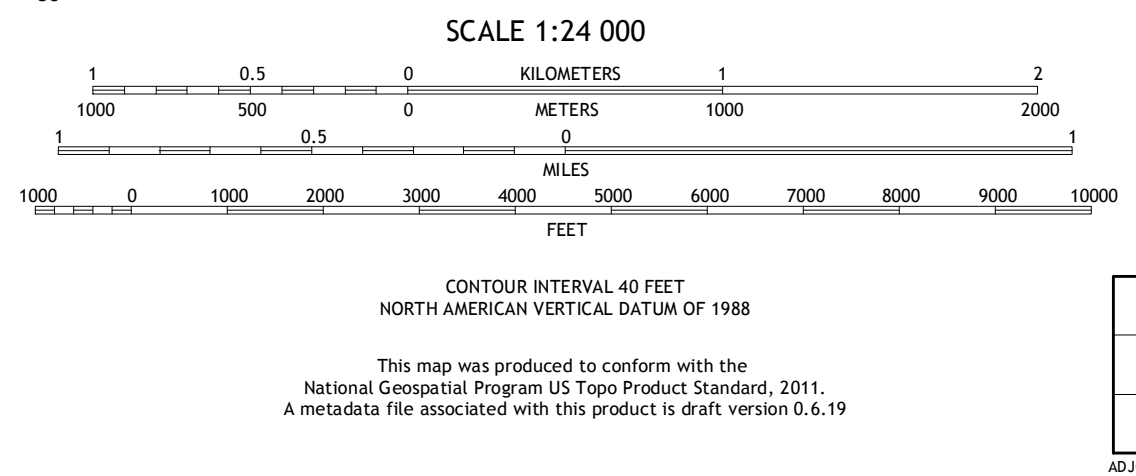 SCALE 1:24 000
1 0.5 0 KILOMETERS 1 2
1000 500 0 METERS 1000 2000
1 0.5 0 1
MILES
1000 0 1000 2000 3000 4000 5000 6000 7000 8000 9000 10000
FEET
CONTOUR INTERVAL 40 FEET
NORTH AMERICAN VERTICAL DATUM OF 1988
This map was produced to conform with the
National Geospatial Program US Topo Product Standard, 2011.
A metadata file associated with this product is draft version 0.6.19